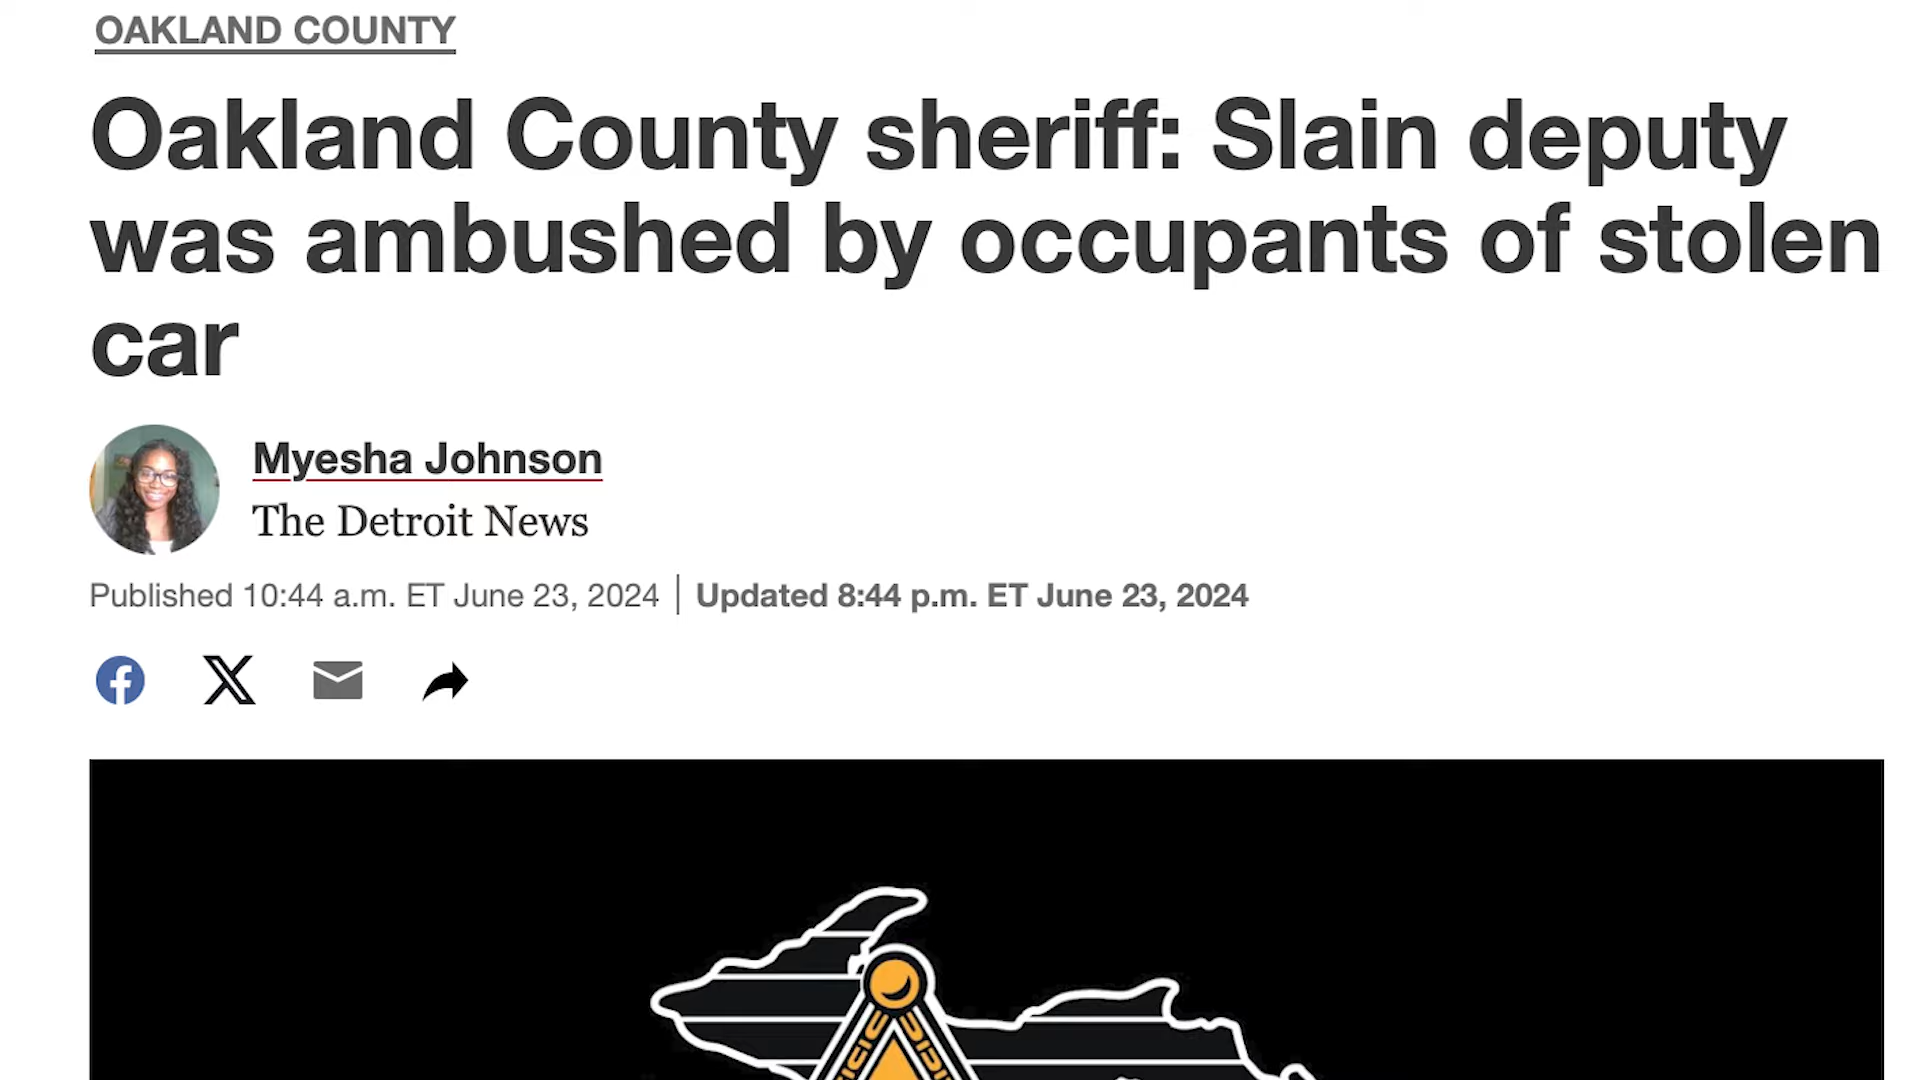 OAKLAND COUNTY
Oakland County sheriff: Slain deputy
was ambushed by occupants of stolen
car
Myesha Johnson
The Detroit News
Published 10:44 a.m. ET June 23, 2024 | Updated 8:44 p.m. ET June 23, 2024